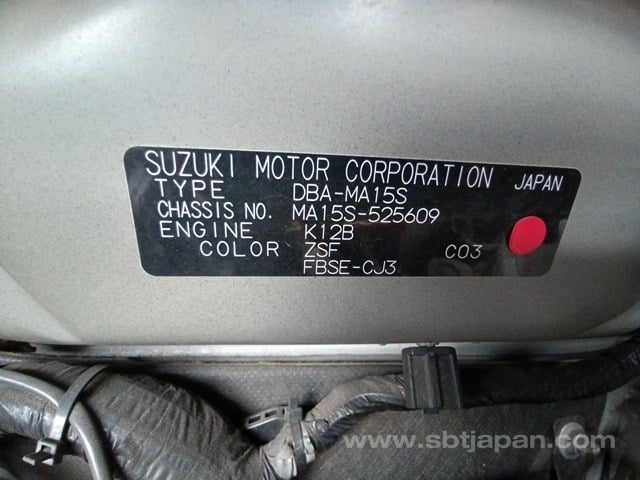 SUZUKI MOTOR CORPORATION JAPAN
TYPE DBA-MA15S
CHASSIS NO. MA15S-525609
ENGINE K12B
COLOR ZSF C03
FBSE-CJ3
www.sbtjapan.com